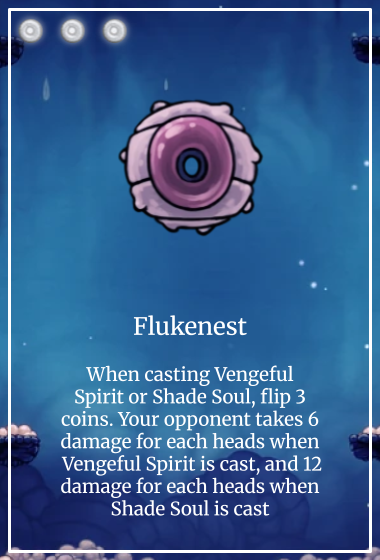 Flukenest
When casting Vengeful
Spirit or Shade Soul, flip 3
coins. Your opponent takes 6
damage for each heads when
Vengeful Spirit is cast, and 12
damage for each heads when
Shade Soul is cast